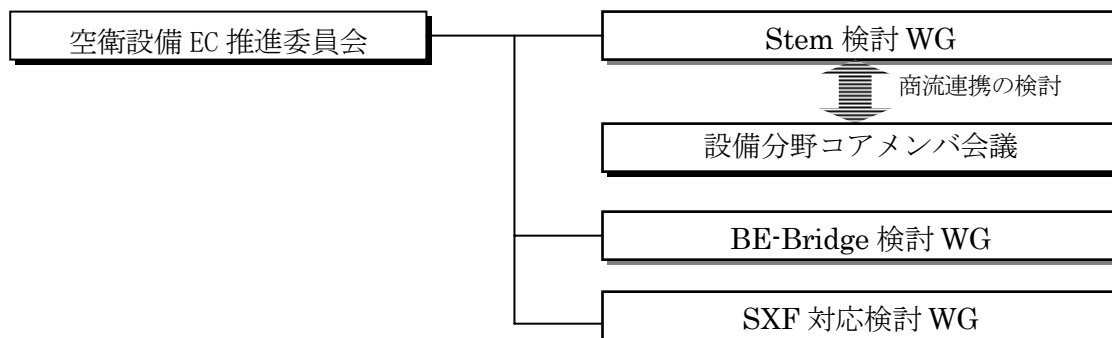 空衛設備 EC 推進委員会
Stem 検討 WG
商流連携の検討
設備分野コアメンバ会議
BE-Bridge 検討 WG
SXF 対応検討 WG